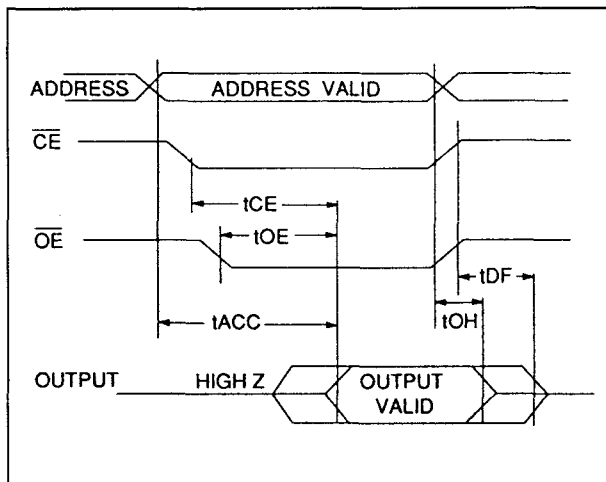 ADDRESS
ADDRESS VALID
CE
tCE
tOE
OE
tDF
tACC
tOH
OUTPUT
HIGH Z
OUTPUT
VALID